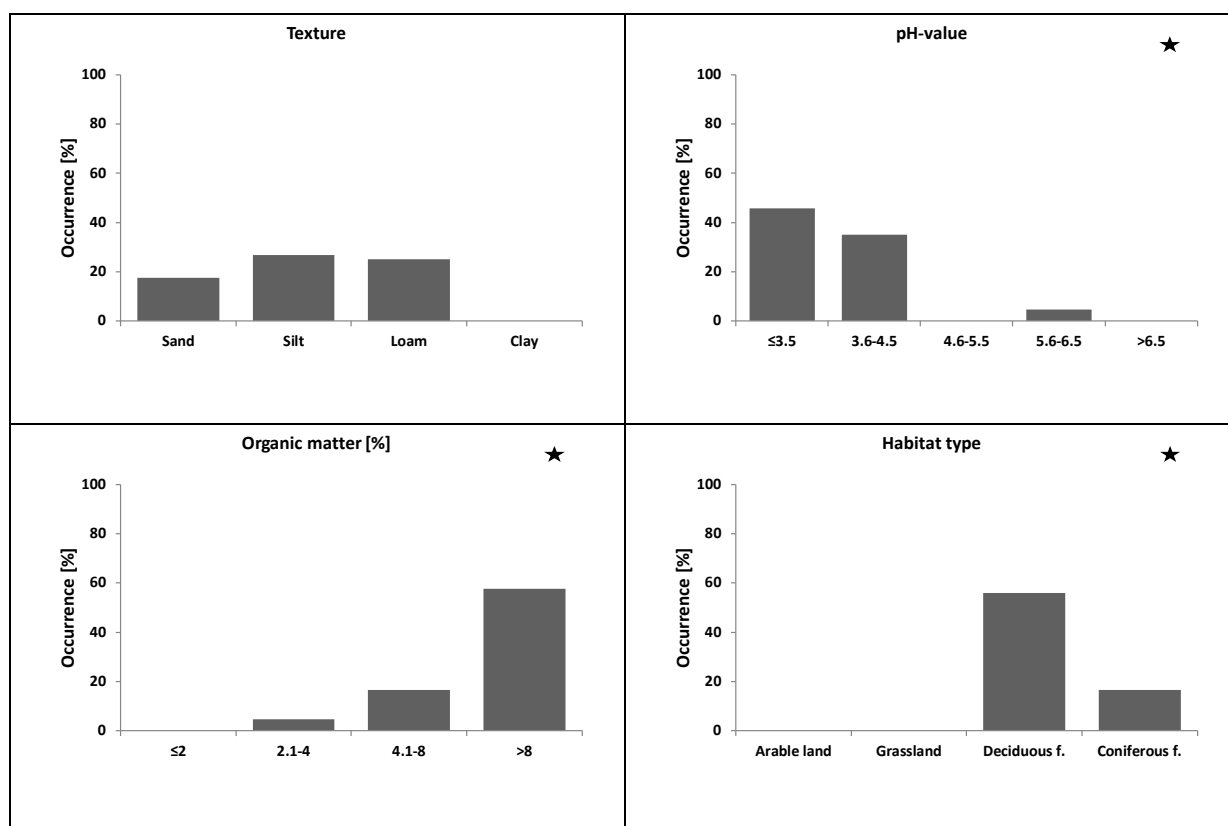 Texture
Occurrence [%]
100
80
60
40
20
0
Sand Silt Loam Clay
pH-value
★
Occurrence [%]
100
80
60
40
20
0
≤3.5 3.6-4.5 4.6-5.5 5.6-6.5 >6.5
Organic matter [%]
★
Occurrence [%]
100
80
60
40
20
0
≤2 2.1-4 4.1-8 >8
Habitat type
★
Occurrence [%]
100
80
60
40
20
0
Arable land Grassland Deciduous f. Coniferous f.